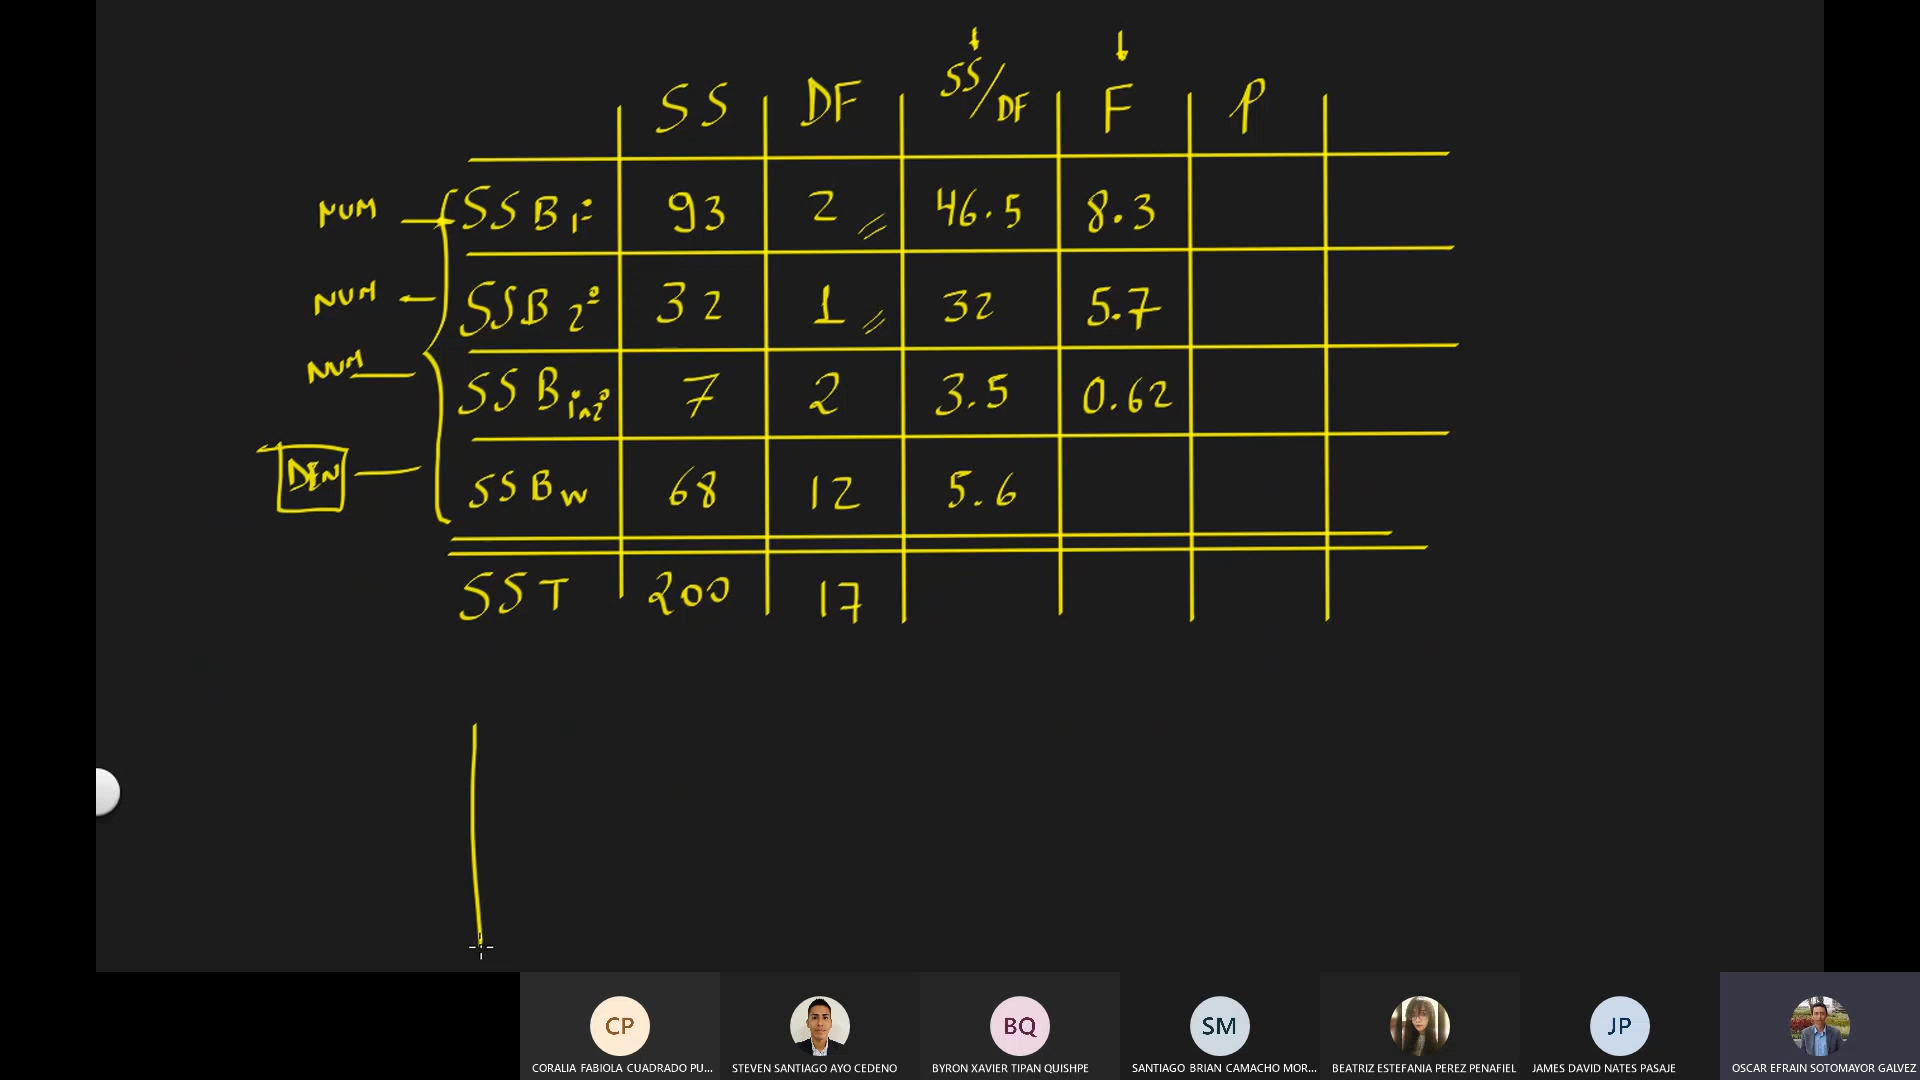 SS DF SS/DF F P
NUM SSB1º 93 2 46.5 8.3
NUM SSB2º 32 1 32 5.7
NUM SSB1ºn2º 7 2 3.5 0.62
DEN SSBW 68 12 5.6
SST 200 17
CP SM BQ JP
CORALIA FABIOLA CUADRADO PU... STEVEN SANTIAGO AYO CEDENO BYRON XAVIER TIPAN QUISHPE SANTIAGO BRIAN CAMACHO MOR... BEATRIZ ESTEFANIA PEREZ PENAFIEL JAMES DAVID NATES PASAJE OSCAR EFRAIN SOTOMAYOR GALVEZ